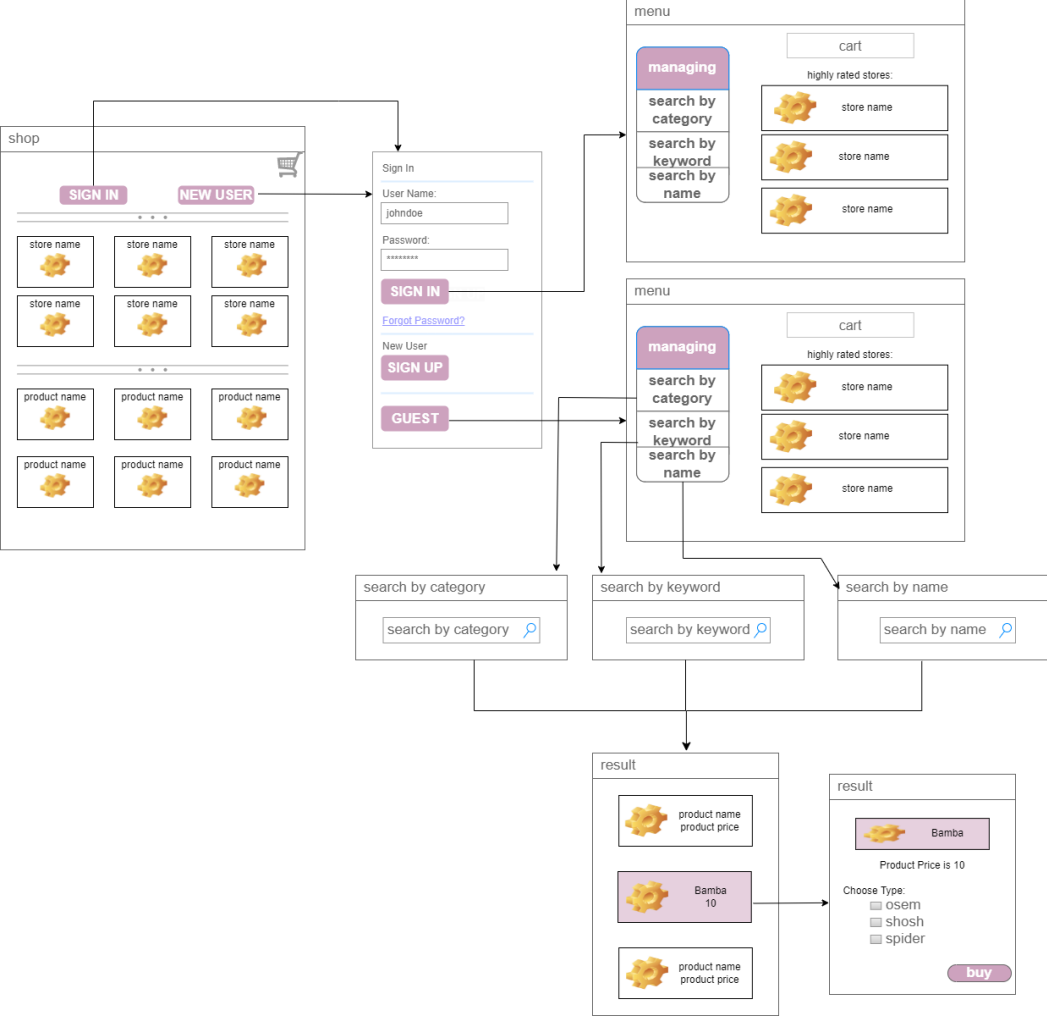 shop
SIGN IN
NEW USER
store name
store name
store name
store name
store name
store name
product name
product name
product name
product name
product name
product name
Sign In
User Name:
johndoe
Password:
********
SIGN IN
Forgot Password?
New User
SIGN UP
GUEST
menu
managing
search by
category
search by
keyword
search by
name
cart
highly rated stores:
store name
store name
store name
menu
managing
search by
category
search by
keyword
search by
name
cart
highly rated stores:
store name
store name
store name
search by category
search by category
search by keyword
search by keyword
search by name
search by name
result
product name
product price
Bamba
10
product name
product price
result
Bamba
Product Price is 10
Choose Type:
osem
shosh
spider
buy